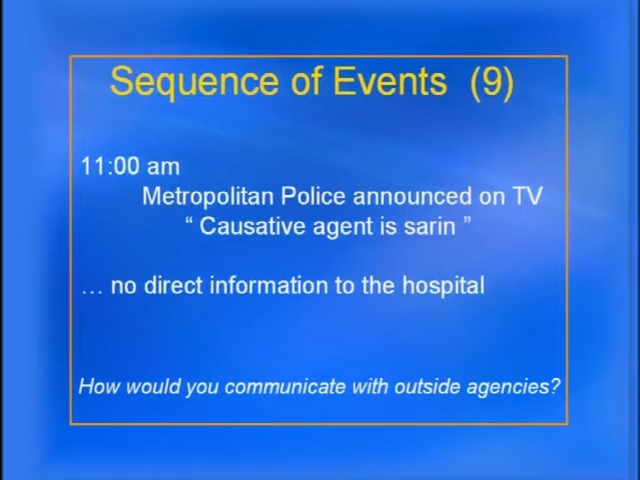 Sequence of Events (9)
11:00 am
Metropolitan Police announced on TV
“ Causative agent is sarin ”
… no direct information to the hospital
How would you communicate with outside agencies?